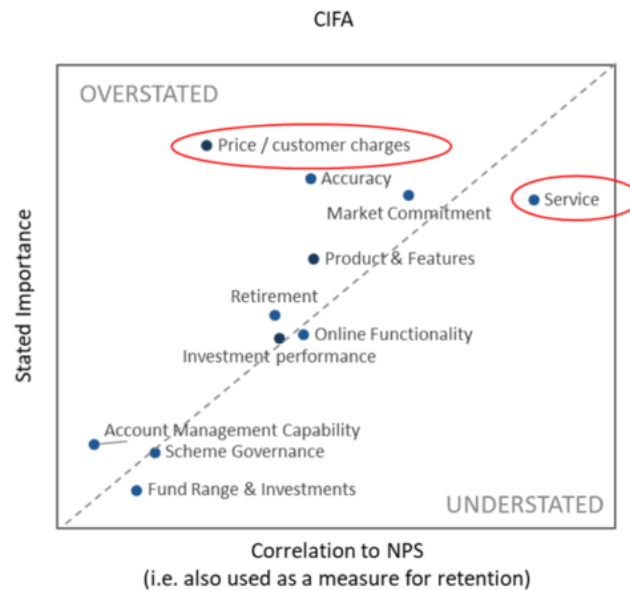 CIFA
OVERSTATED
Price / customer charges
Accuracy
Market Commitment
Service
Product & Features
Retirement
Online Functionality
Investment performance
Account Management Capability
Scheme Governance
Fund Range & Investments
UNDERSTATED
Stated Importance
Correlation to NPS
(i.e. also used as a measure for retention)